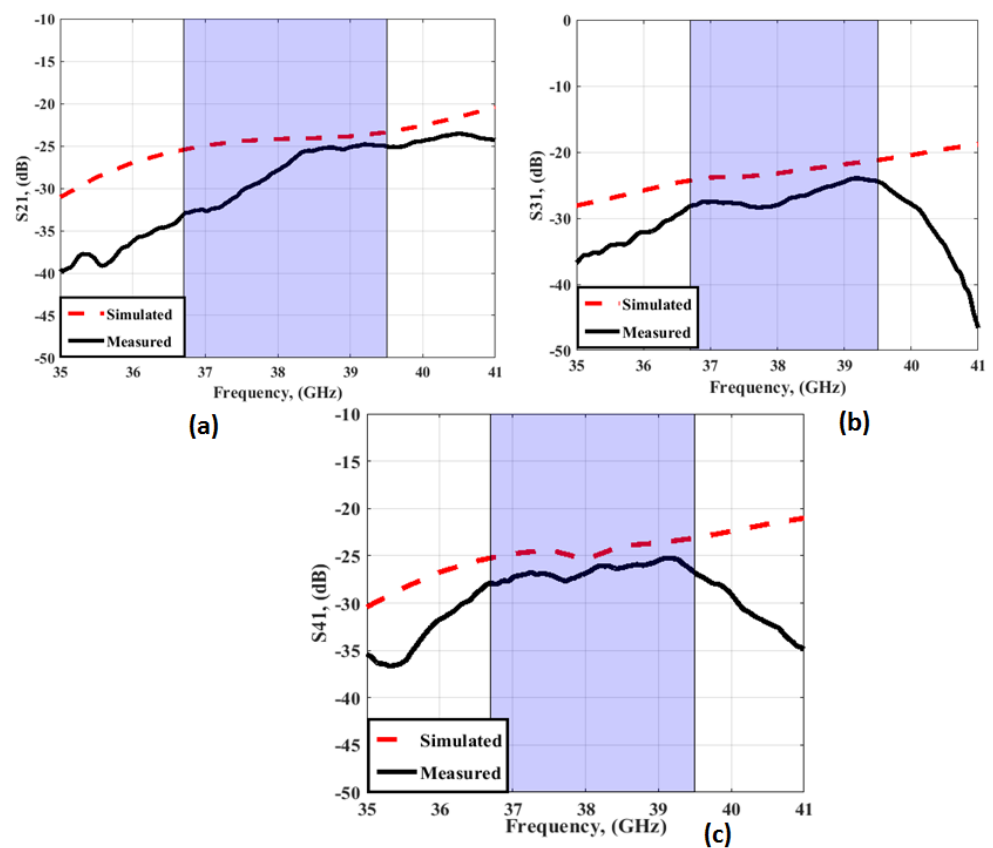 -10
-15
-20
-25
-30
-35
-40
-45
-50
S21, (dB)
Simulated
Measured
35 36 37 38 39 40 41
Frequency, (GHz)
(a)
0
-10
-20
-30
-40
-50
S31, (dB)
Simulated
Measured
35 36 37 38 39 40 41
Frequency, (GHz)
(b)
-10
-15
-20
-25
-30
-35
-40
-45
-50
S41, (dB)
Simulated
Measured
35 36 37 38 39 40 41
Frequency, (GHz)
(c)